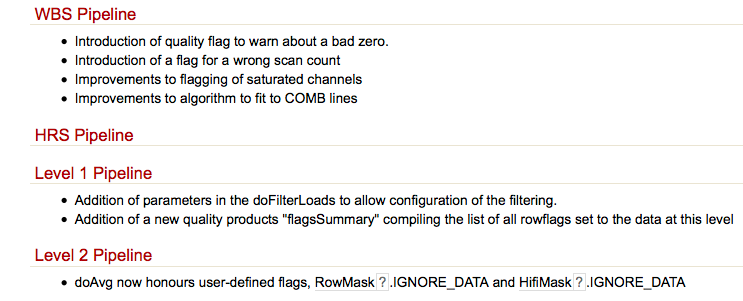 WBS Pipeline
• Introduction of quality flag to warn about a bad zero.
• Introduction of a flag for a wrong scan count
• Improvements to flagging of saturated channels
• Improvements to algorithm to fit to COMB lines
HRS Pipeline
Level 1 Pipeline
• Addition of parameters in the doFilterLoads to allow configuration of the filtering.
• Addition of a new quality products "flagsSummary" compiling the list of all rowflags set to the data at this level
Level 2 Pipeline
• doAvg now honours user-defined flags, RowMask?.IGNORE_DATA and HifiMask?.IGNORE_DATA